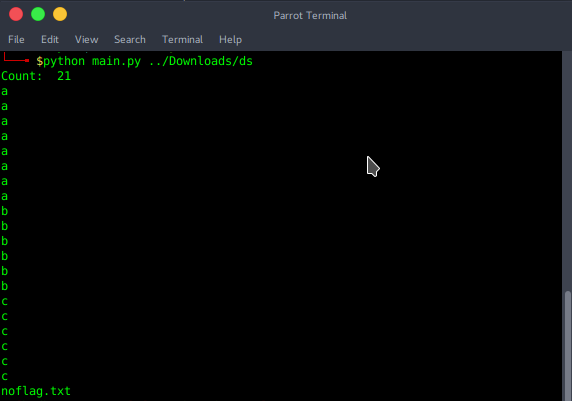 Parrot Terminal
File Edit View Search Terminal Help
$python main.py ../Downloads/ds
Count:  21
a
a
a
a
a
a
a
a
b
b
b
b
b
b
c
c
c
c
c
c
noflag.txt